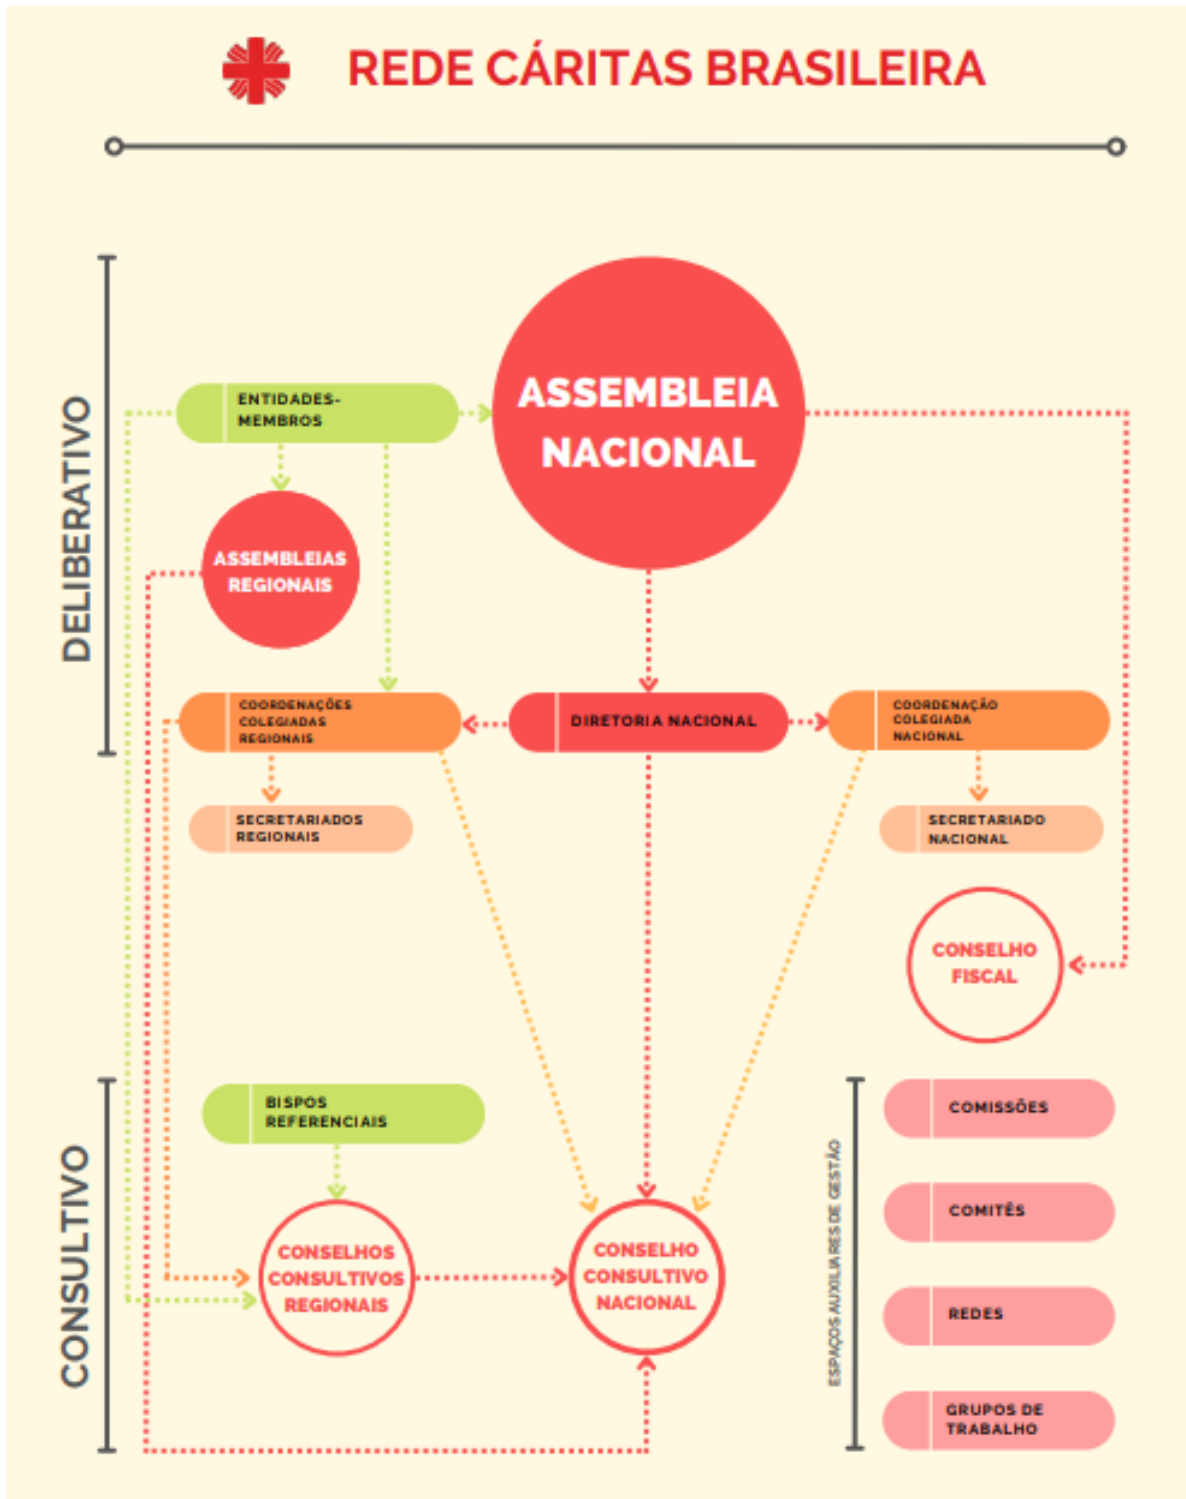 REDE CÁRITAS BRASILEIRA
DELIBERATIVO
ENTIDADES-
MEMBROS
ASSEMBLEIA
NACIONAL
ASSEMBLEIAS
REGIONAIS
COORDENAÇÕES
COLEGIADAS
REGIONAIS
DIRETORIA NACIONAL
COORDENAÇÃO
COLEGIADA
NACIONAL
SECRETARIADOS
REGIONAIS
SECRETARIADO
NACIONAL
CONSELHO
FISCAL
CONSULTIVO
BISPOS
REFERENCIAIS
CONSELHOS
CONSULTIVOS
REGIONAIS
CONSELHO
CONSULTIVO
NACIONAL
ESPAÇOS AUXILIARES DE GESTÃO
COMISSÕES
COMITÊS
REDES
GRUPOS DE
TRABALHO